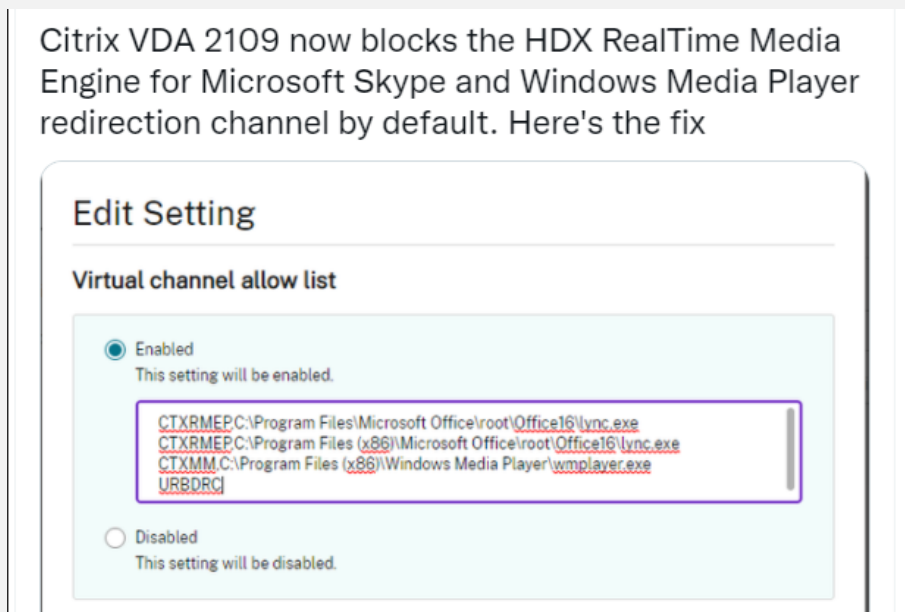 Citrix VDA 2109 now blocks the HDX RealTime Media
Engine for Microsoft Skype and Windows Media Player
redirection channel by default. Here's the fix
Edit Setting
Virtual channel allow list
Enabled
This setting will be enabled.
CTXRMEP,C:\Program Files\Microsoft Office\root\Office16\lync.exe
CTXRMEP,C:\Program Files (x86)\Microsoft Office\root\Office16\lync.exe
CTXMM,C:\Program Files (x86)\Windows Media Player\wmplayer.exe
URBDRC
Disabled
This setting will be disabled.